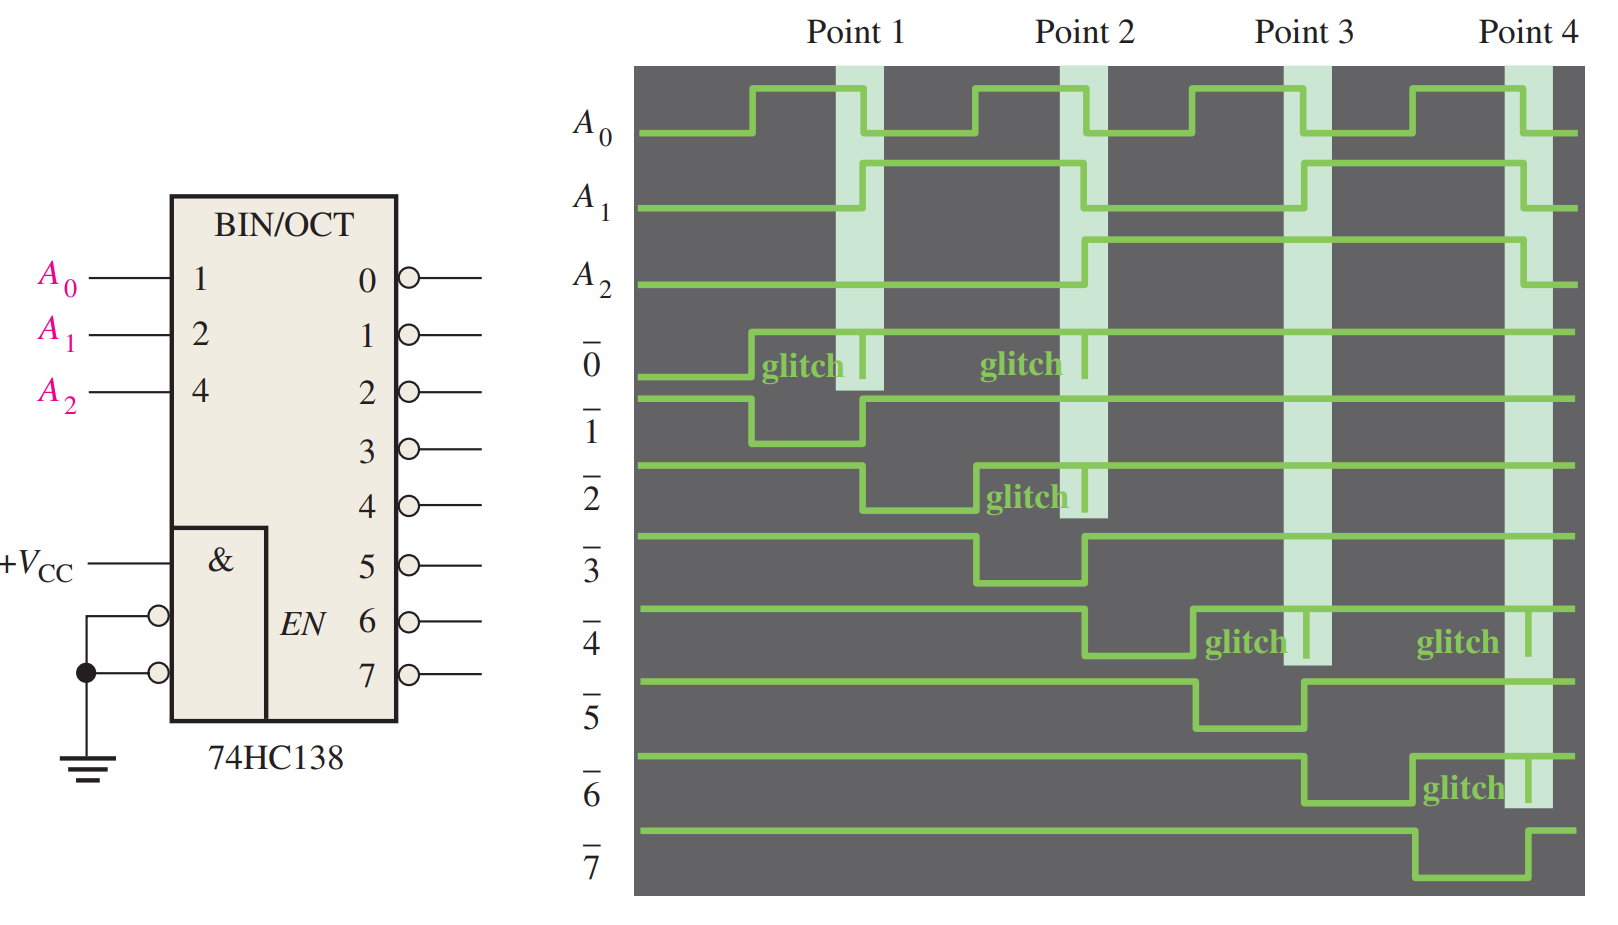 Point 1 Point 2 Point 3 Point 4
A₀
A₁
A₂
0̅
glitch glitch
1̅
2̅
glitch
3̅
4̅
glitch glitch
5̅
6̅
glitch
7̅
BIN/OCT
A₀ 1 0
A₁ 2 1
A₂ 4 2
3
4
+V_CC & 5
EN 6
7
74HC138